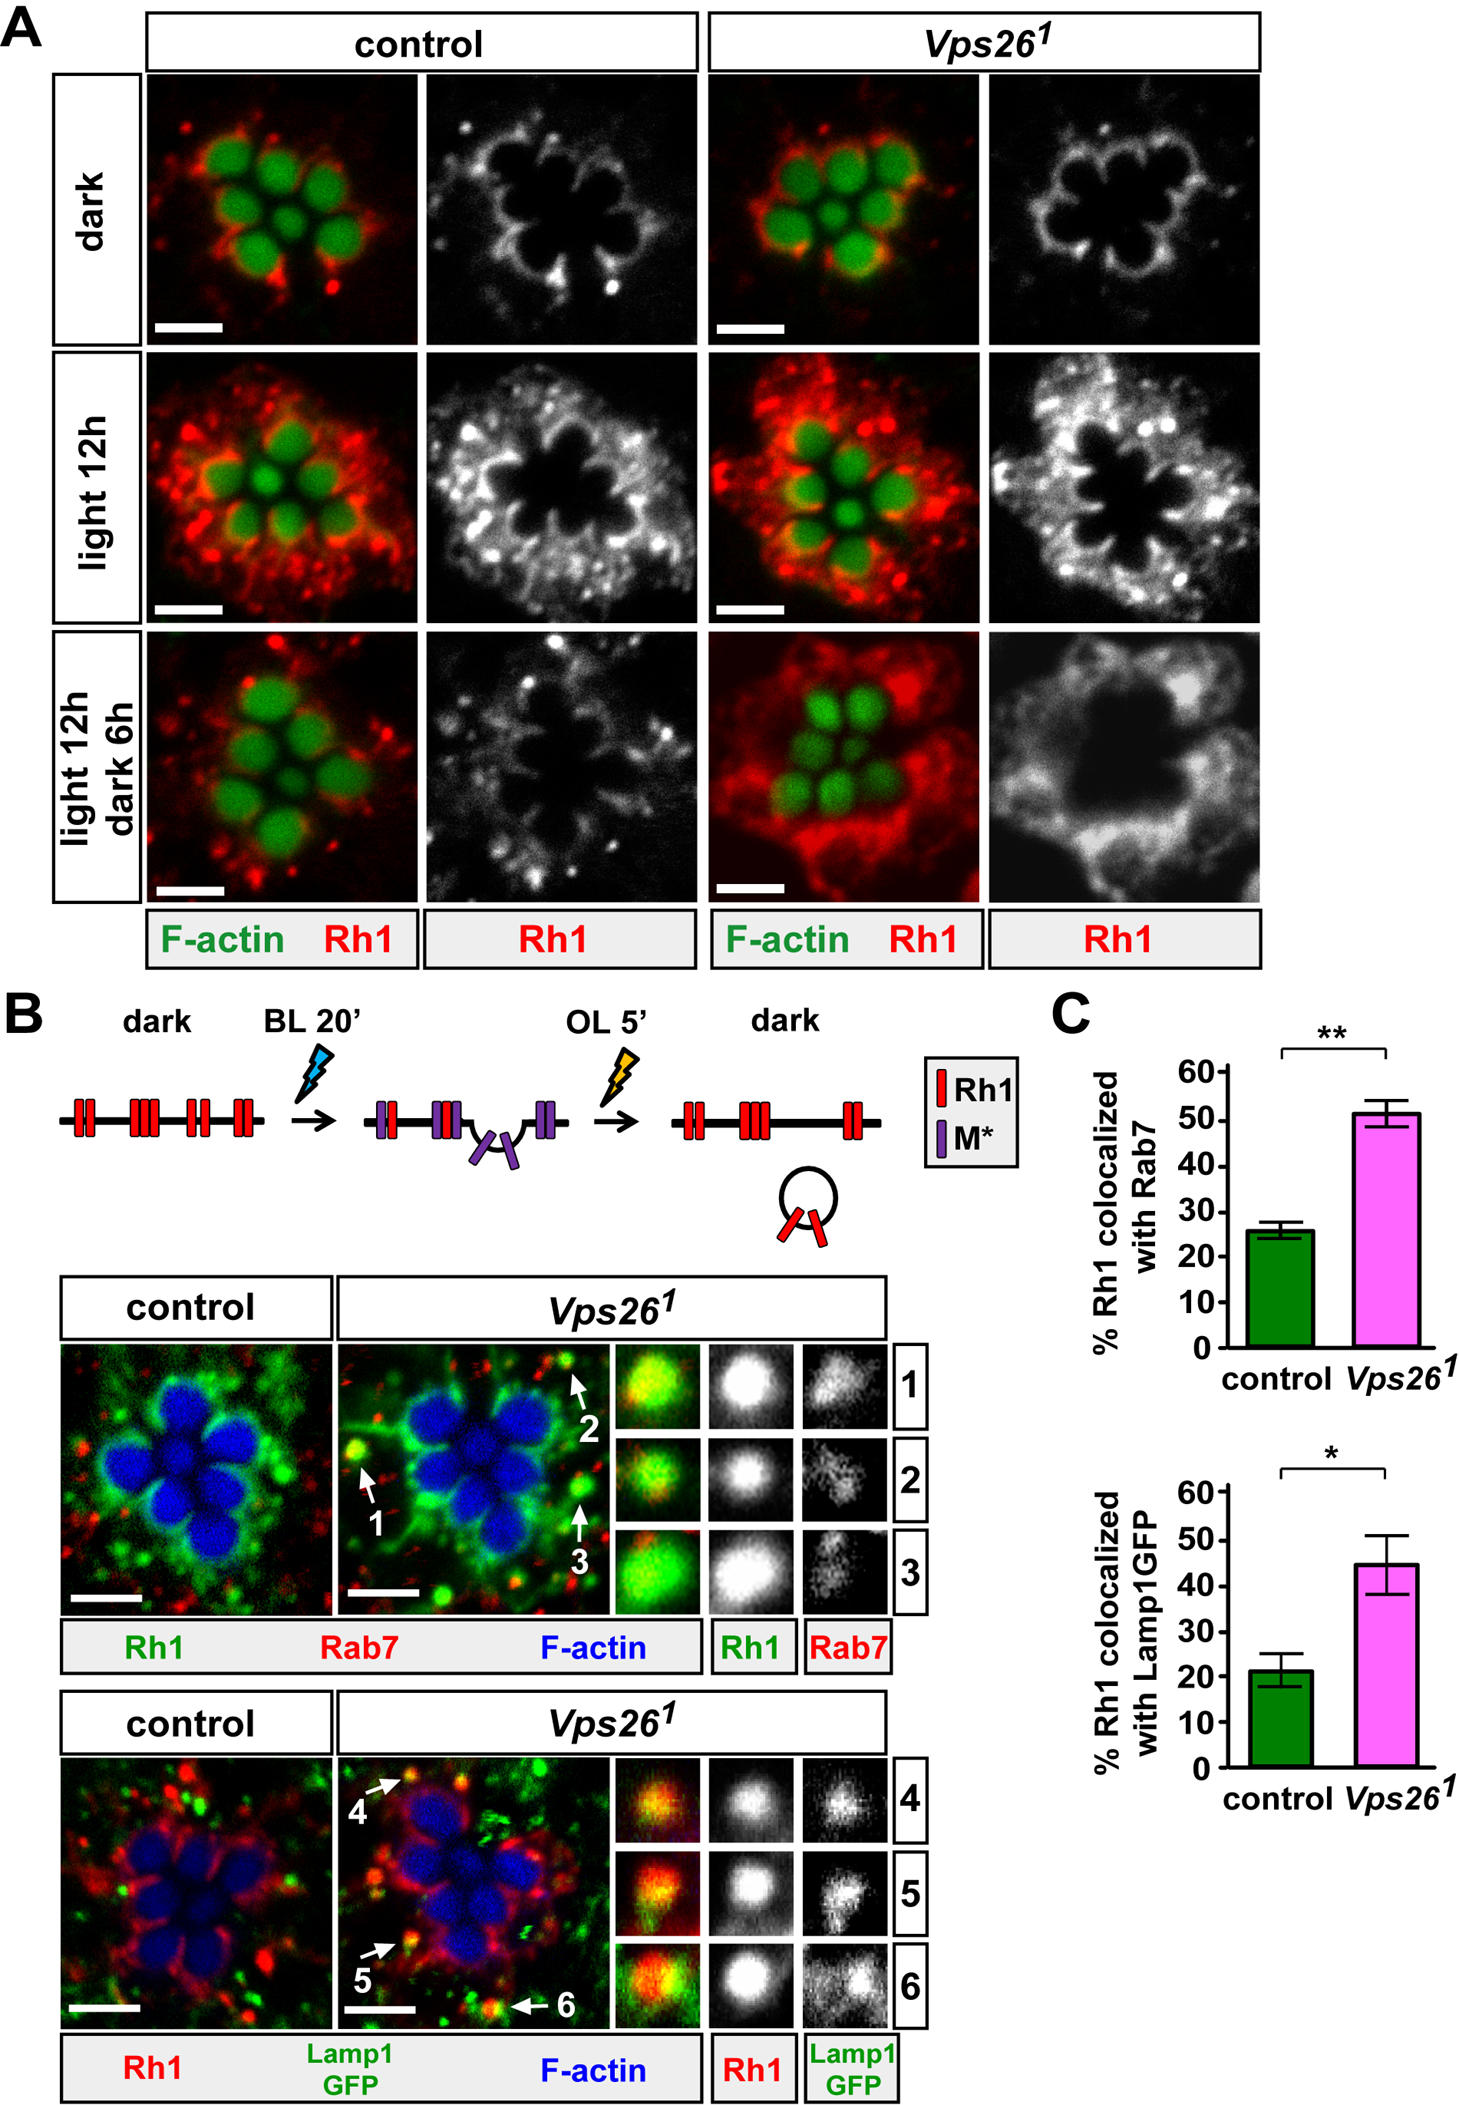 A
control
Vps26¹
dark
light 12h
light 12h
dark 6h
F-actin Rh1
Rh1
F-actin Rh1
Rh1
B
dark
BL 20’
OL 5’
dark
Rh1
M*
control
Vps26¹
1
2
3
1
2
3
Rh1 Rab7 F-actin
Rh1
Rab7
control
Vps26¹
4
5
6
4
5
6
Rh1 Lamp1 F-actin
GFP
Rh1
Lamp1
GFP
C
% Rh1 colocalized
with Rab7
60
50
40
30
20
10
0
**
control Vps26¹
% Rh1 colocalized
with Lamp1GFP
60
50
40
30
20
10
0
*
control Vps26¹